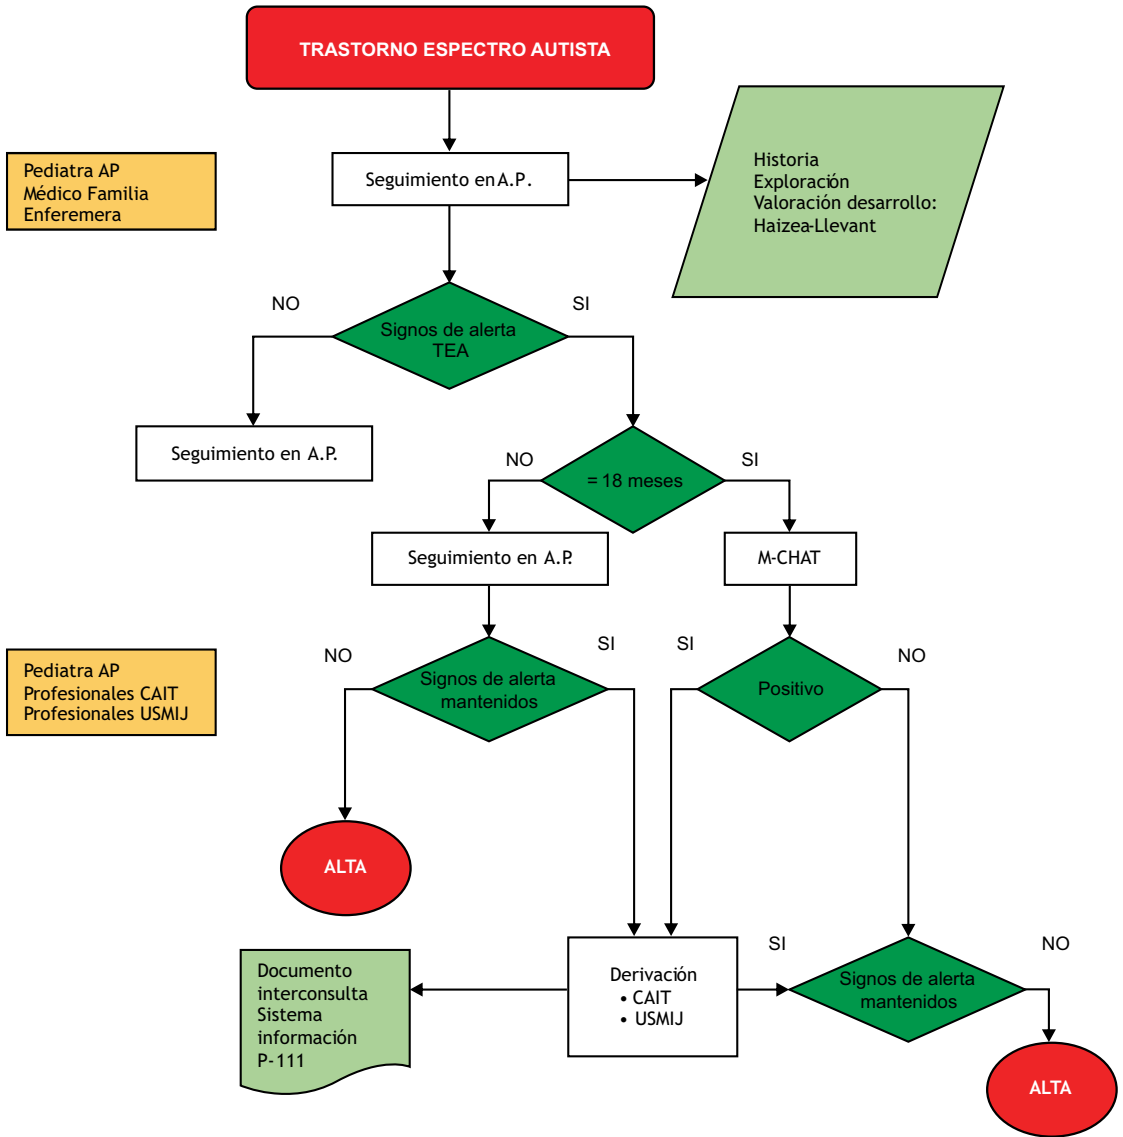 TRASTORNO ESPECTRO AUTISTA
Pediatra AP
Médico Familia
Enferemera
Seguimiento en A.P.
Historia
Exploración
Valoración desarrollo:
Haizea-Llevant
NO
SI
Signos de alerta
TEA
Seguimiento en A.P.
NO
SI
= 18 meses
Seguimiento en A.P.
M-CHAT
Pediatra AP
Profesionales CAIT
Profesionales USMIJ
NO
SI
Signos de alerta
mantenidos
SI
NO
Positivo
ALTA
Documento
interconsulta
Sistema
información
P-111
Derivación
• CAIT
• USMIJ
SI
NO
Signos de alerta
mantenidos
ALTA